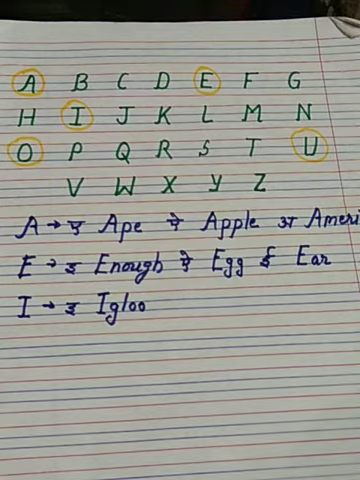 A B C D E F G
H I J K L M N
O P Q R S T U
V W X Y Z
A → ए Ape ऐ Apple अ Ameri
E → इ Enough ऐ Egg ई Ear
I → इ Igloo